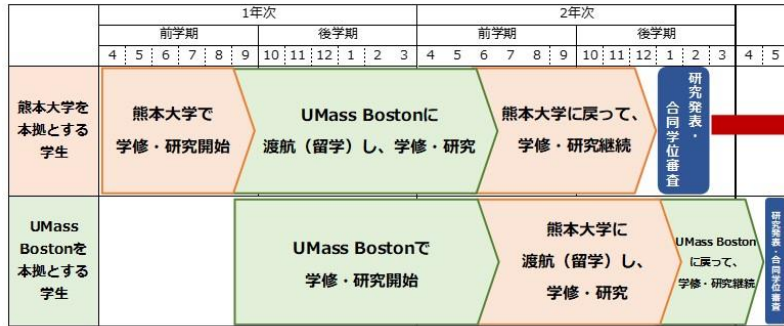 1年次
2年次
前学期
後学期
前学期
後学期
4 5 6 7 8 9 10 11 12 1 2 3 4 5 6 7 8 9 10 11 12 1 2 3 4 5
熊本大学を
本拠とする
学生
熊本大学で
学修・研究開始
UMass Bostonに
渡航（留学）し、学修・研究
熊本大学に戻って、
学修・研究継続
研究発表・
合同学位審査
UMass
Bostonを
本拠とする
学生
UMass Bostonで
学修・研究開始
熊本大学に
渡航（留学）し、
学修・研究
UMass Boston
に戻って、
学修・研究継続
研究発表・合同学位審査